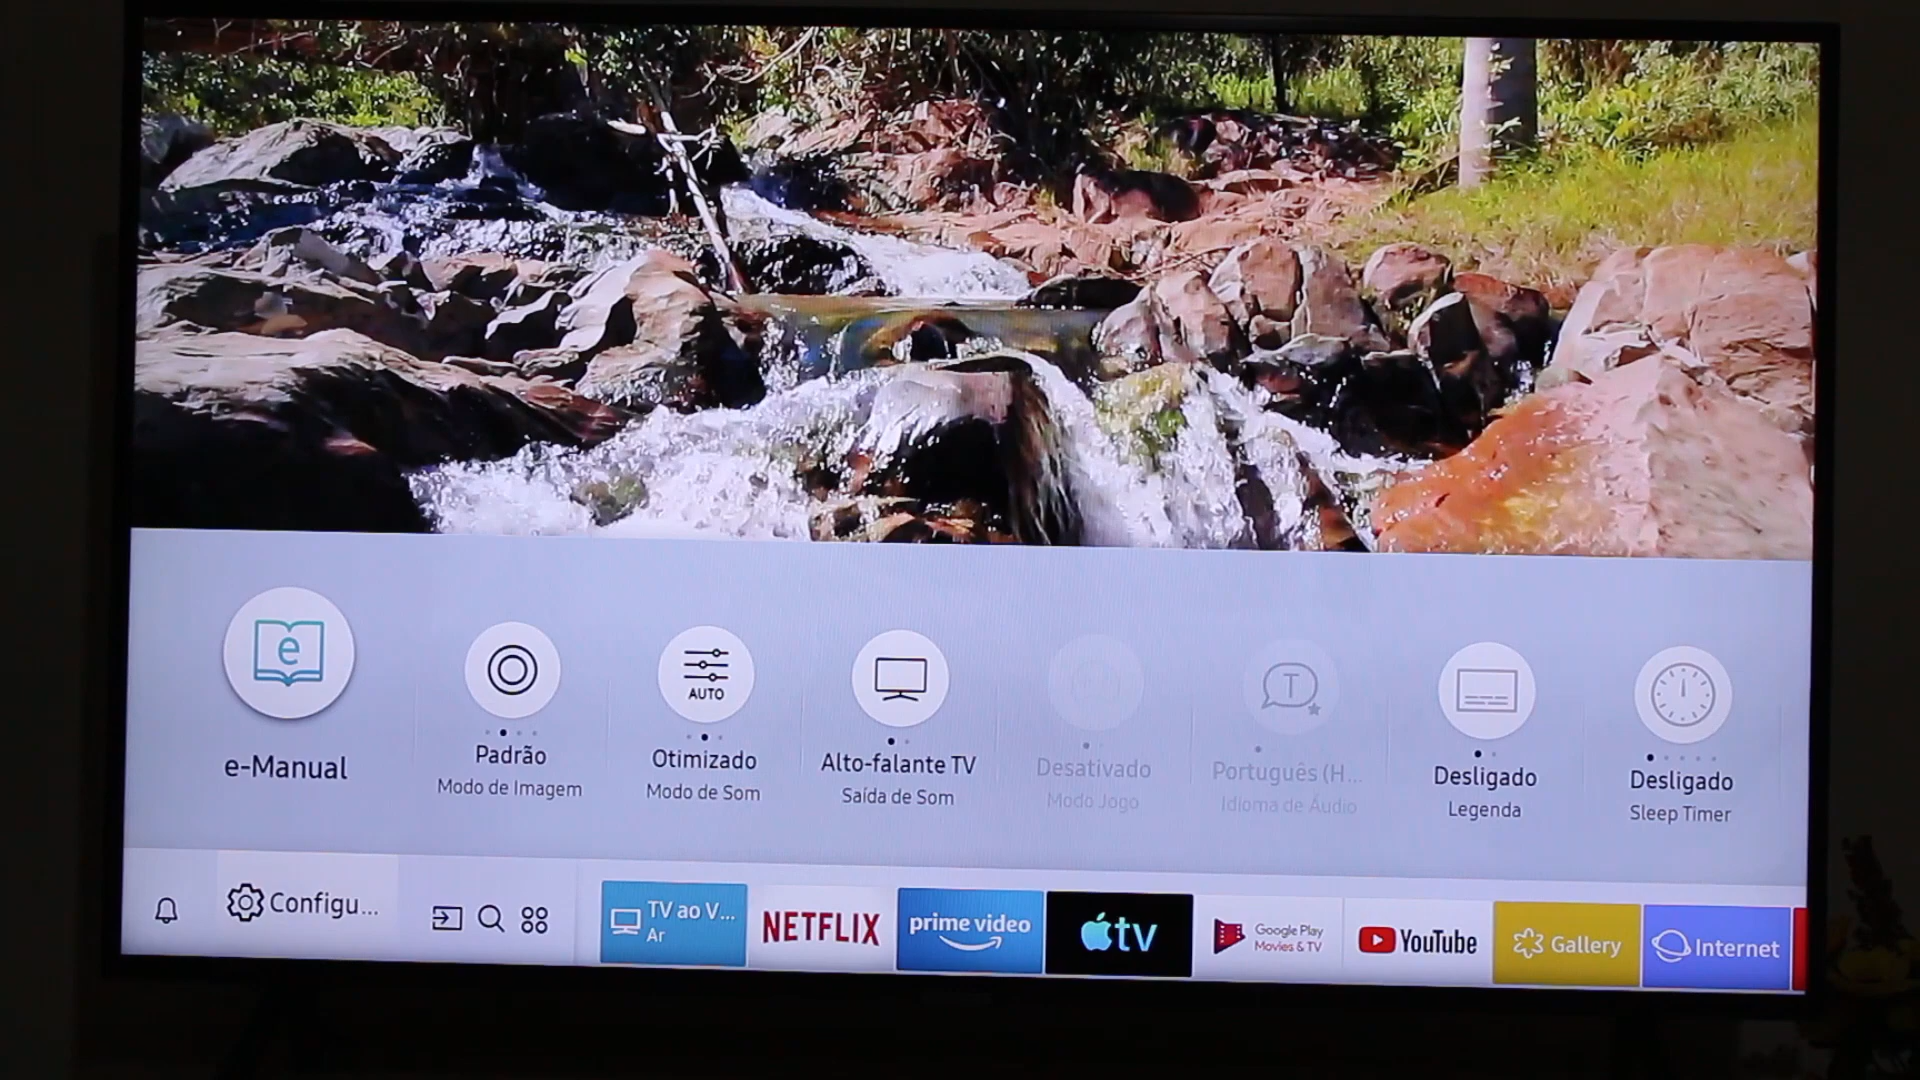 e
e-Manual
Padrão
Modo de Imagem
AUTO
Otimizado
Modo de Som
Alto-falante TV
Saída de Som
Desativado
Modo Jogo
T
Português (H...
Idioma de Áudio
Desligado
Legenda
Desligado
Sleep Timer
Configu...
TV ao V...
Ar
NETFLIX
prime video
tv
Google Play
Movies & TV
YouTube
Gallery
Internet